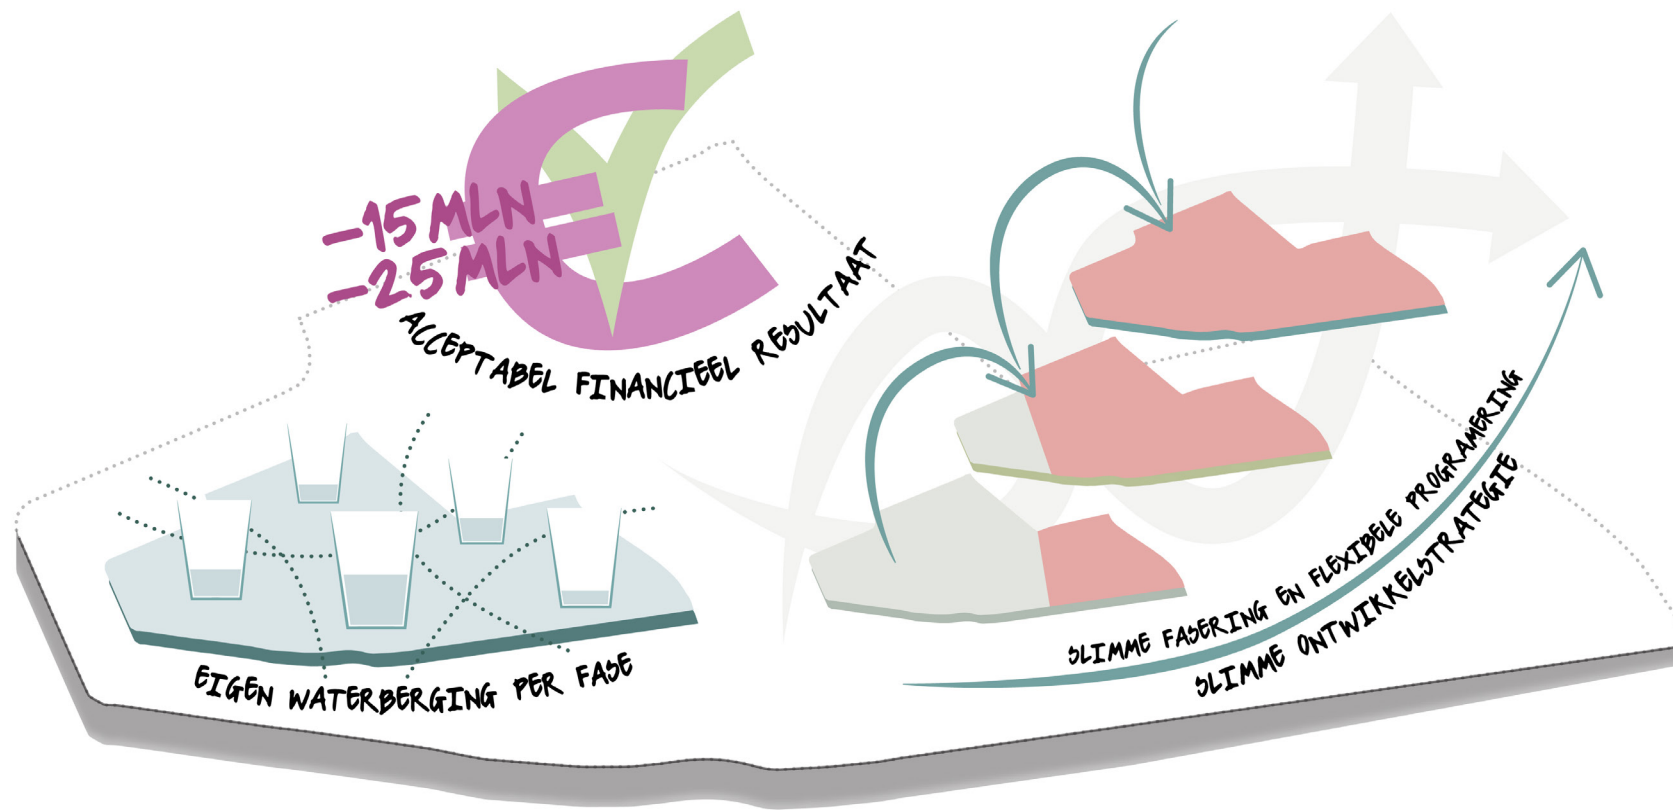 -15 MLN
-25 MLN
ACCEPTABEL FINANCIEEL RESULTAAT
EIGEN WATERBERGING PER FASE
SLIMME FASERING EN FLEXIBELE PROGRAMERING
SLIMME ONTWIKKELSTRATEGIE